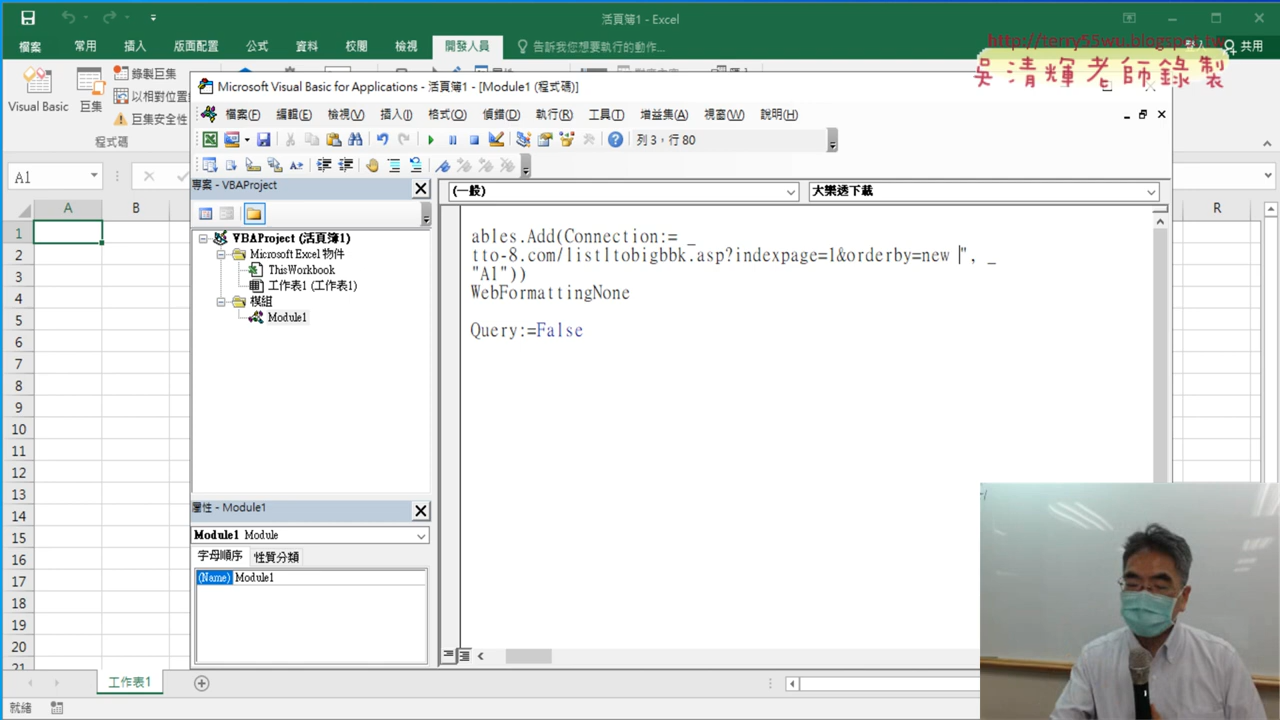 活頁簿1 - Excel
http://terry55wu.blogspot.tw
吳清輝老師錄製
檔案 常用 插入 版面配置 公式 資料 校閱 檢視 開發人員 告訴我您想要執行的動作... 共用
Visual Basic 巨集 錄製巨集
以相對位置
巨集安全性
程式碼
Microsoft Visual Basic for Applications - 活頁簿1 - [Module1 (程式碼)]
檔案(F) 編輯(E) 檢視(V) 插入(I) 格式(O) 偵錯(D) 執行(R) 工具(T) 增益集(A) 視窗(W) 說明(H)
列 3，行 80
專案 - VBAProject
VBAProject (活頁簿1)
Microsoft Excel 物件
ThisWorkbook
工作表1 (工作表1)
模組
Module1
(一般) 大樂透下載
ables.Add(Connection:= _
tto-8.com/listltobigbbk.asp?indexpage=1&orderby=new ", _
"A1"))
WebFormattingNone
Query:=False
屬性 - Module1
Module1 Module
字母順序 性質分類
(Name) Module1
A1
A B R
1
2
3
4
5
6
7
8
9
10
11
12
13
14
15
16
17
18
19
20
21
工作表1
就緒